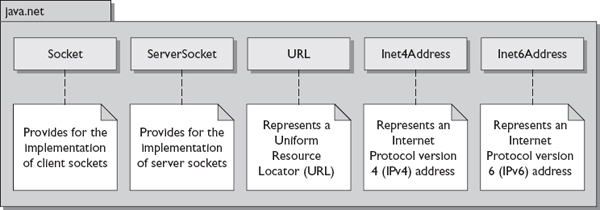 java.net
Socket
ServerSocket
URL
Inet4Address
Inet6Address
Provides for the
implementation
of client sockets
Provides for the
implementation
of server sockets
Represents a
Uniform
Resource
Locator (URL)
Represents an
Internet
Protocol version
4 (IPv4) address
Represents an
Internet
Protocol version
6 (IPv6) address